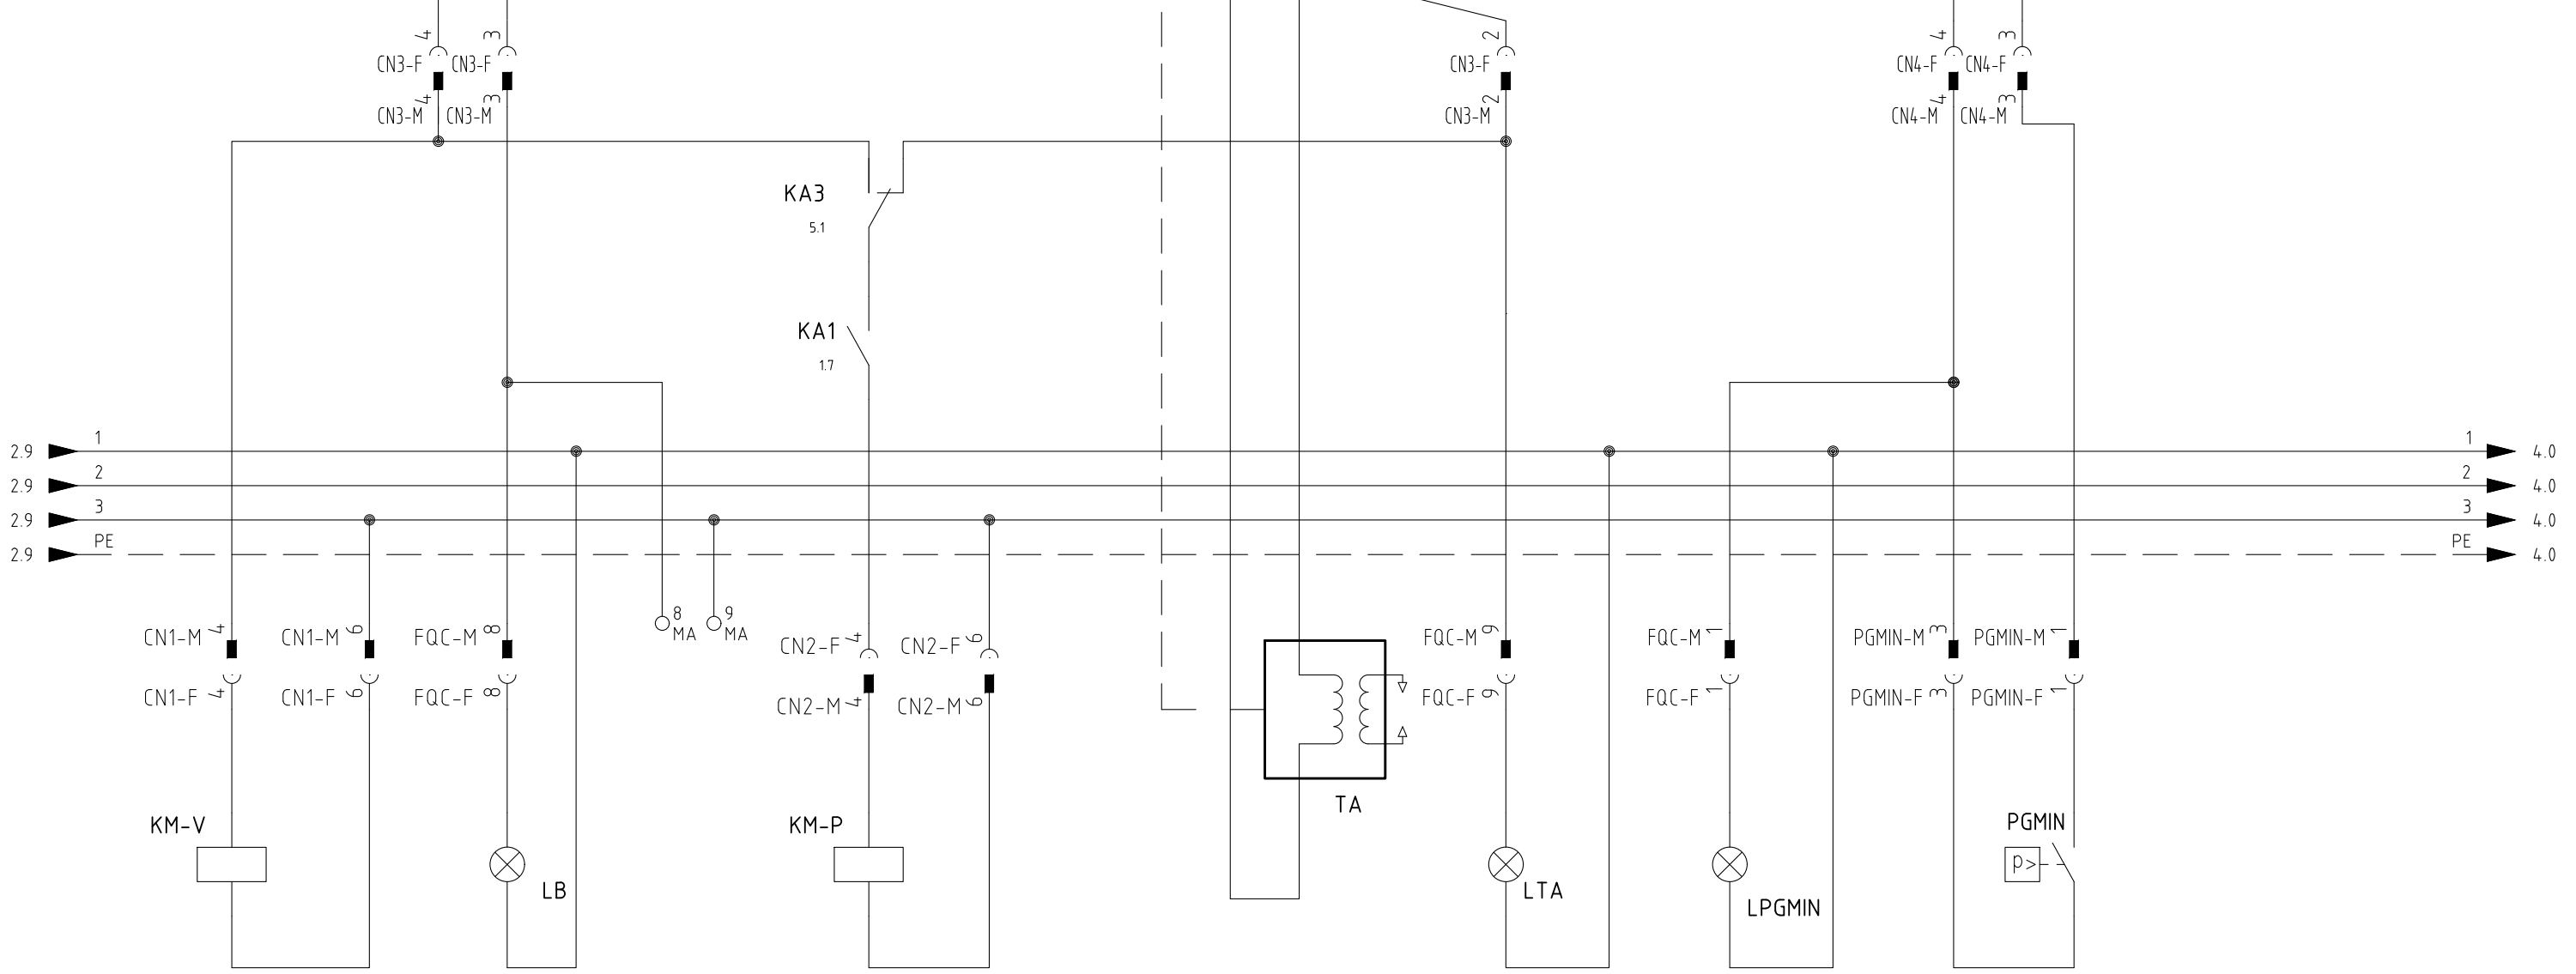 4 3 2 4 3
CN3-F CN3-F CN3-F CN4-F CN4-F
4 3 2 4 3
CN3-M CN3-M CN3-M CN4-M CN4-M
KA3
5.1
KA1
1.7
2.9 1 1 4.0
2.9 2 2 4.0
2.9 3 3 4.0
2.9 PE PE 4.0
8 9
MA MA
CN1-M 4 CN1-M 6 FQC-M 8 CN2-F 4 CN2-F 6 FQC-M 9 FQC-M 1 PGMIN-M 3 PGMIN-M 1
CN1-F 4 CN1-F 6 FQC-F 8 CN2-M 4 CN2-M 6 FQC-F 9 FQC-F 1 PGMIN-F 3 PGMIN-F 1
TA
KM-V KM-P PGMIN
p>
LB LTA
LPGMIN